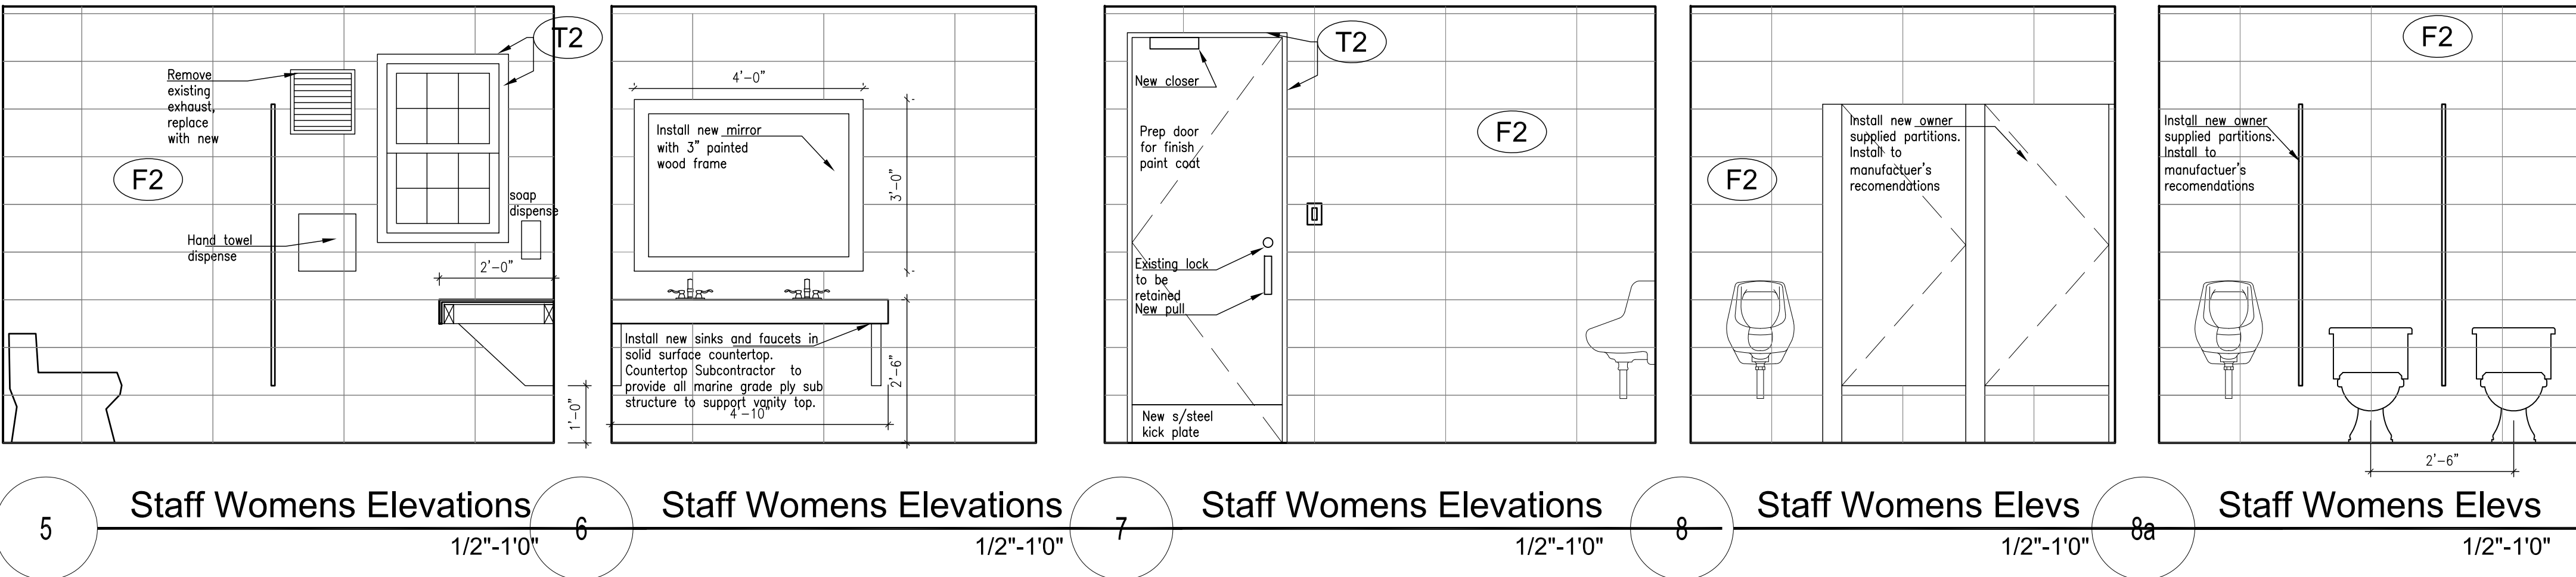 T2
Remove
existing
exhaust,
replace
with new
F2
soap
dispense
Hand towel
dispense
2'-0"
1'-0"
5
Staff Womens Elevations
1/2"-1'0"
4'-0"
Install new mirror
with 3" painted
wood frame
3'-0"
Install new sinks and faucets in
solid surface countertop.
Countertop Subcontractor to
provide all marine grade ply sub
structure to support vanity top.
4'-10"
2'-6"
6
Staff Womens Elevations
1/2"-1'0"
T2
New closer
Prep door
for finish
paint coat
F2
Existing lock
to be
retained
New pull
New s/steel
kick plate
7
Staff Womens Elevations
1/2"-1'0"
Install new owner
supplied partitions.
Install to
manufactuer's
recomendations
F2
8
Staff Womens Elevs
1/2"-1'0"
F2
Install new owner
supplied partitions.
Install to
manufactuer's
recomendations
2'-6"
8a
Staff Womens Elevs
1/2"-1'0"